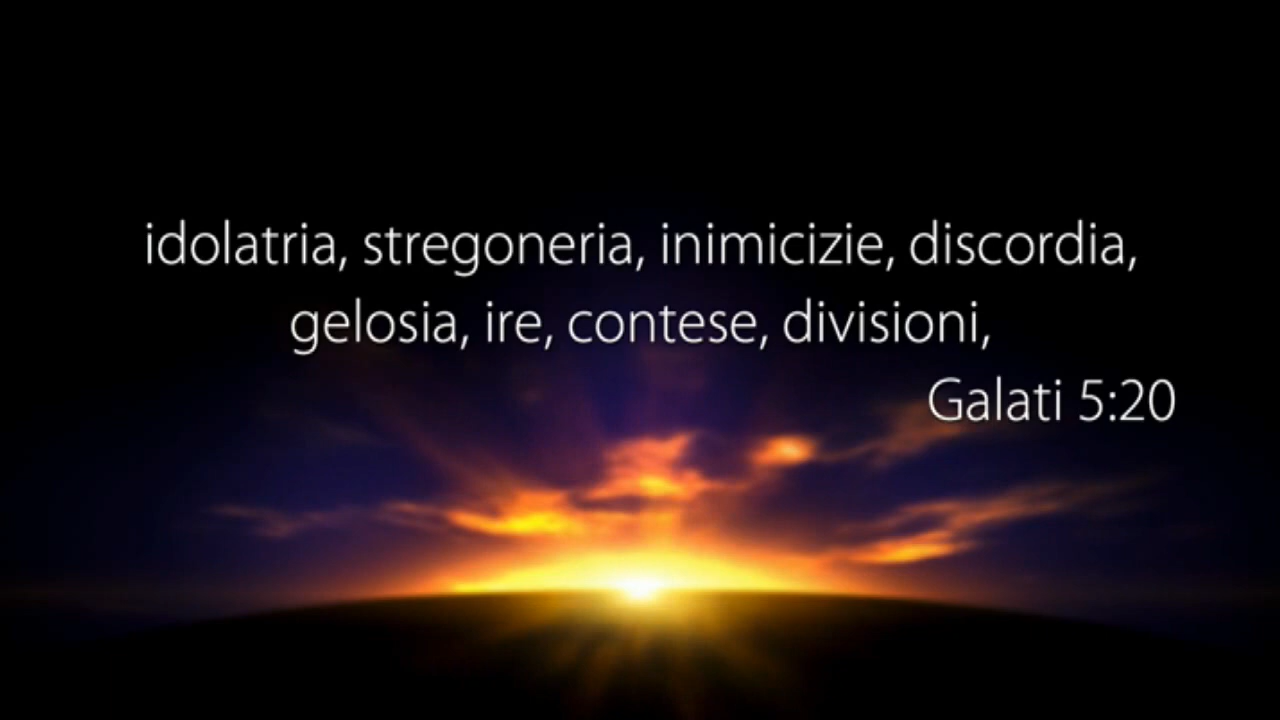 idolatria, stregoneria, inimicizie, discordia,
gelosia, ire, contese, divisioni,
Galati 5:20